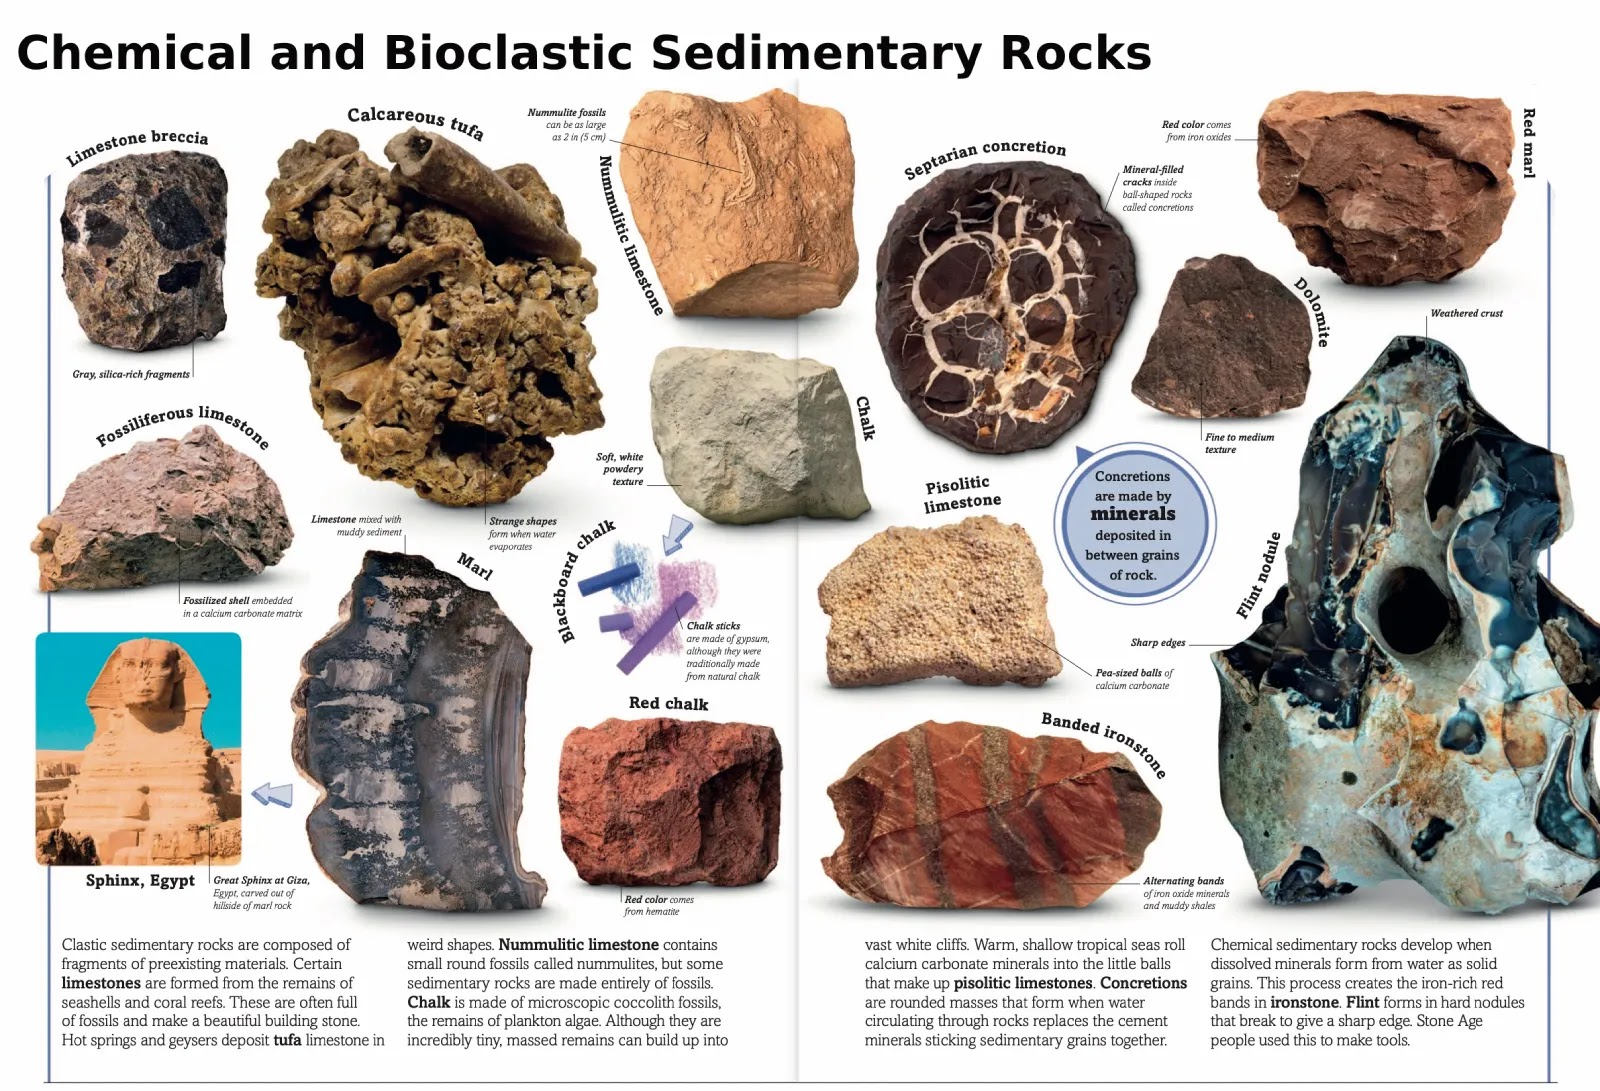 Chemical and Bioclastic Sedimentary Rocks
Limestone breccia
Gray, silica-rich fragments
Calcareous tufa
Strange shapes
form when water
evaporates
Nummulite fossils
can be as large
as 2 in (5 cm)
Nummulitic limestone
Septarian concretion
Mineral-filled
cracks inside
ball-shaped rocks
called concretions
Red color comes
from iron oxides
Red marl
Dolomite
Fine to medium
texture
Weathered crust
Fossiliferous limestone
Fossilized shell embedded
in a calcium carbonate matrix
Chalk
Soft, white
powdery
texture
Limestone mixed with
muddy sediment
Marl
Blackboard chalk
Chalk sticks
are made of gypsum,
although they were
traditionally made
from natural chalk
Pisolitic
limestone
Pea-sized balls of
calcium carbonate
Concretions
are made by
minerals
deposited in
between grains
of rock.
Flint nodule
Sharp edges
Sphinx, Egypt
Great Sphinx at Giza,
Egypt, carved out of
hillside of marl rock
Red chalk
Red color comes
from hematite
Banded ironstone
Alternating bands
of iron oxide minerals
and muddy shales
Clastic sedimentary rocks are composed of
fragments of preexisting materials. Certain
limestones are formed from the remains of
seashells and coral reefs. These are often full
of fossils and make a beautiful building stone.
Hot springs and geysers deposit tufa limestone in
weird shapes. Nummulitic limestone contains
small round fossils called nummulites, but some
sedimentary rocks are made entirely of fossils.
Chalk is made of microscopic coccolith fossils,
the remains of plankton algae. Although they are
incredibly tiny, massed remains can build up into
vast white cliffs. Warm, shallow tropical seas roll
calcium carbonate minerals into the little balls
that make up pisolitic limestones. Concretions
are rounded masses that form when water
circulating through rocks replaces the cement
minerals sticking sedimentary grains together.
Chemical sedimentary rocks develop when
dissolved minerals form from water as solid
grains. This process creates the iron-rich red
bands in ironstone. Flint forms in hard nodules
that break to give a sharp edge. Stone Age
people used this to make tools.